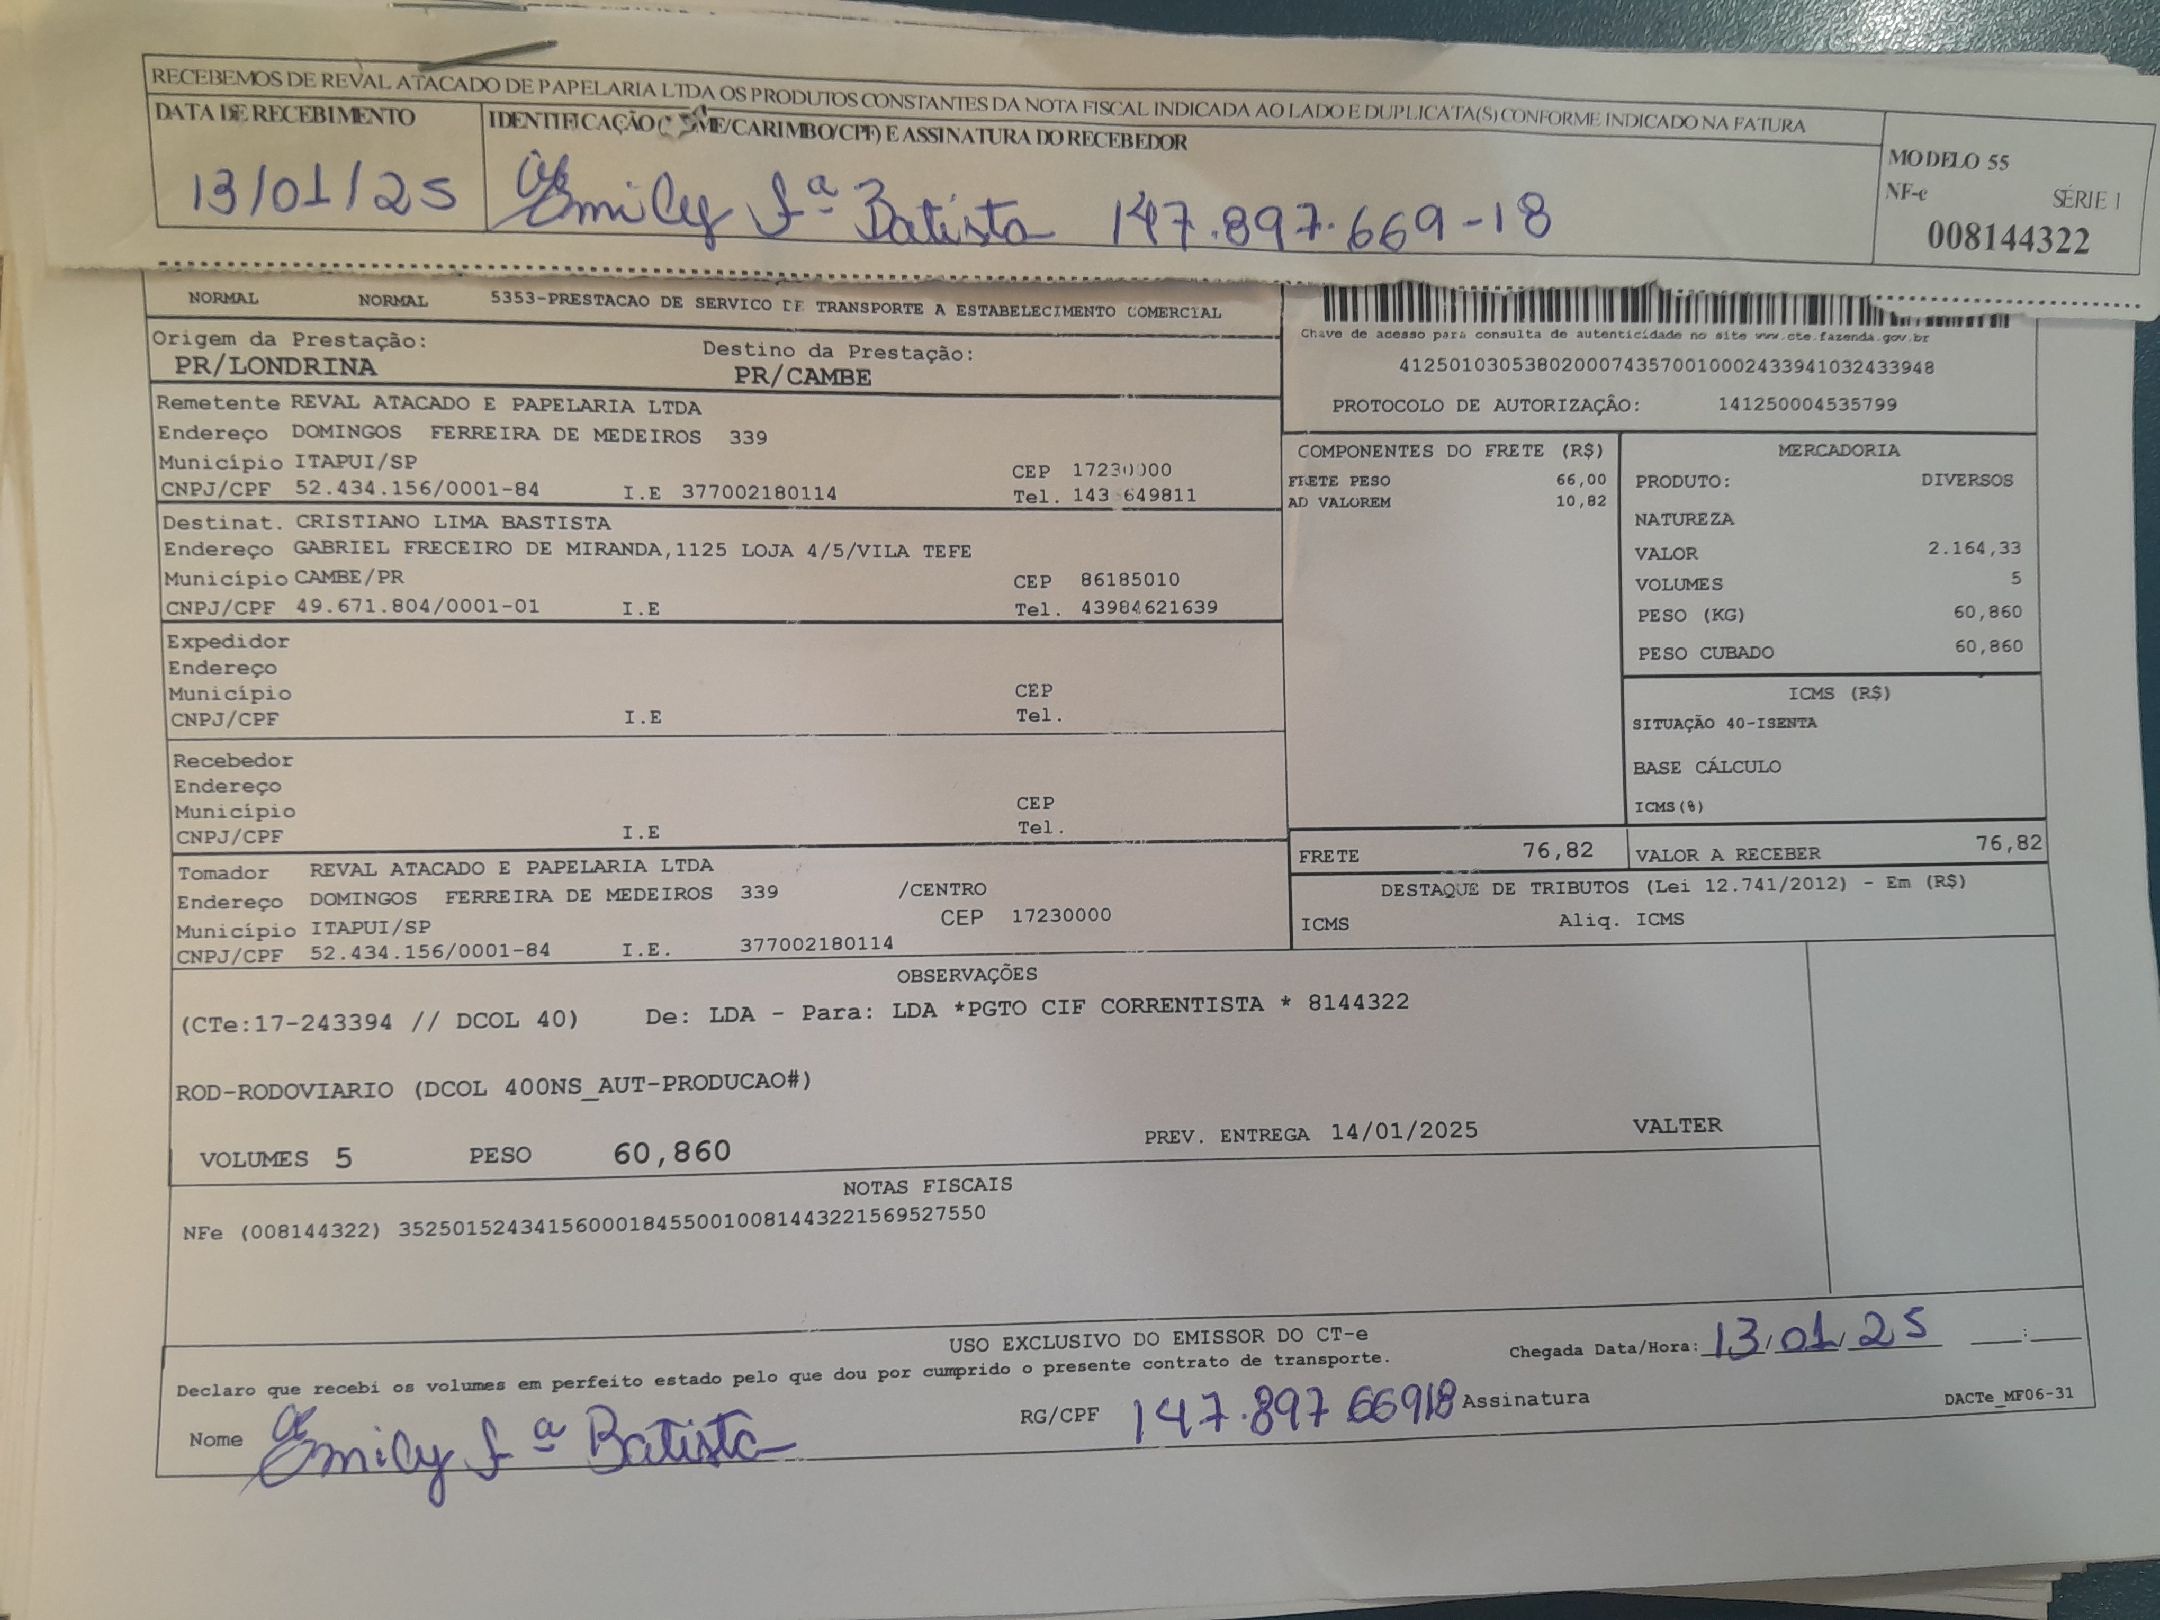 RECEBEMOS DE REVAL ATACADO DE PAPELARIA LTDA OS PRODUTOS CONSTANTES DA NOTA FISCAL INDICADA AO LADO E DUPLICATA(S) CONFORME INDICADO NA FATURA
DATA DE RECEBIMENTO
13/01/25
IDENTIFICAÇÃO ( ME/CARIMBO/CPF) E ASSINATURA DO RECEBEDOR
Emily fª Batista 147.897.669-18
MODELO 55
NF-e SÉRIE 1
008144322
NORMAL NORMAL 5353-PRESTACAO DE SERVICO DE TRANSPORTE A ESTABELECIMENTO COMERCIAL
Chave de acesso para consulta de autenticidade no site www.cte.fazenda.gov.br
41250103053802000743570010002433941032433948
PROTOCOLO DE AUTORIZAÇÃO: 141250004535799
Origem da Prestação:
PR/LONDRINA
Destino da Prestação:
PR/CAMBE
Remetente REVAL ATACADO E PAPELARIA LTDA
Endereço DOMINGOS FERREIRA DE MEDEIROS 339
Município ITAPUI/SP CEP 17230000
CNPJ/CPF 52.434.156/0001-84 I.E 377002180114 Tel. 143 649811
Destinat. CRISTIANO LIMA BASTISTA
Endereço GABRIEL FRECEIRO DE MIRANDA,1125 LOJA 4/5/VILA TEFE
Município CAMBE/PR CEP 86185010
CNPJ/CPF 49.671.804/0001-01 I.E Tel. 43984621639
Expedidor
Endereço
Município CEP
CNPJ/CPF I.E Tel.
Recebedor
Endereço
Município CEP
CNPJ/CPF I.E Tel.
Tomador REVAL ATACADO E PAPELARIA LTDA
Endereço DOMINGOS FERREIRA DE MEDEIROS 339 /CENTRO
Município ITAPUI/SP CEP 17230000
CNPJ/CPF 52.434.156/0001-84 I.E. 377002180114
COMPONENTES DO FRETE (R$)
FRETE PESO 66,00
AD VALOREM 10,82
MERCADORIA
PRODUTO: DIVERSOS
NATUREZA
VALOR 2.164,33
VOLUMES 5
PESO (KG) 60,860
PESO CUBADO 60,860
ICMS (R$)
SITUAÇÃO 40-ISENTA
BASE CÁLCULO
ICMS(%)
FRETE 76,82 VALOR A RECEBER 76,82
DESTAQUE DE TRIBUTOS (Lei 12.741/2012) - Em (R$)
ICMS Aliq. ICMS
OBSERVAÇÕES
(CTe:17-243394 // DCOL 40) De: LDA - Para: LDA *PGTO CIF CORRENTISTA * 8144322
ROD-RODOVIARIO (DCOL 400NS_AUT-PRODUCAO#)
VOLUMES 5 PESO 60,860 PREV. ENTREGA 14/01/2025 VALTER
NOTAS FISCAIS
NFe (008144322) 35250152434156000184550010081443221569527550
USO EXCLUSIVO DO EMISSOR DO CT-e
Declaro que recebi os volumes em perfeito estado pelo que dou por cumprido o presente contrato de transporte.
Chegada Data/Hora: 13/01/25 ___:___
Nome Emily fª Batista RG/CPF 147.897 66918 Assinatura
DACTe_MF06-31